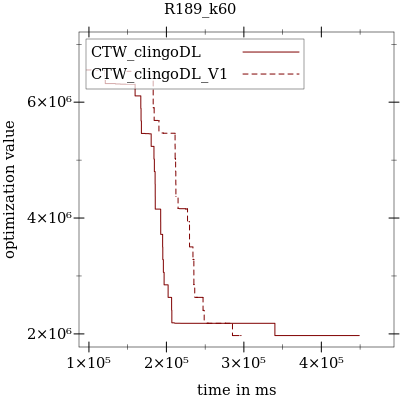 R189_k60
CTW_clingoDL
CTW_clingoDL_V1
6×10⁶
4×10⁶
2×10⁶
optimization value
1×10⁵ 2×10⁵ 3×10⁵ 4×10⁵
time in ms